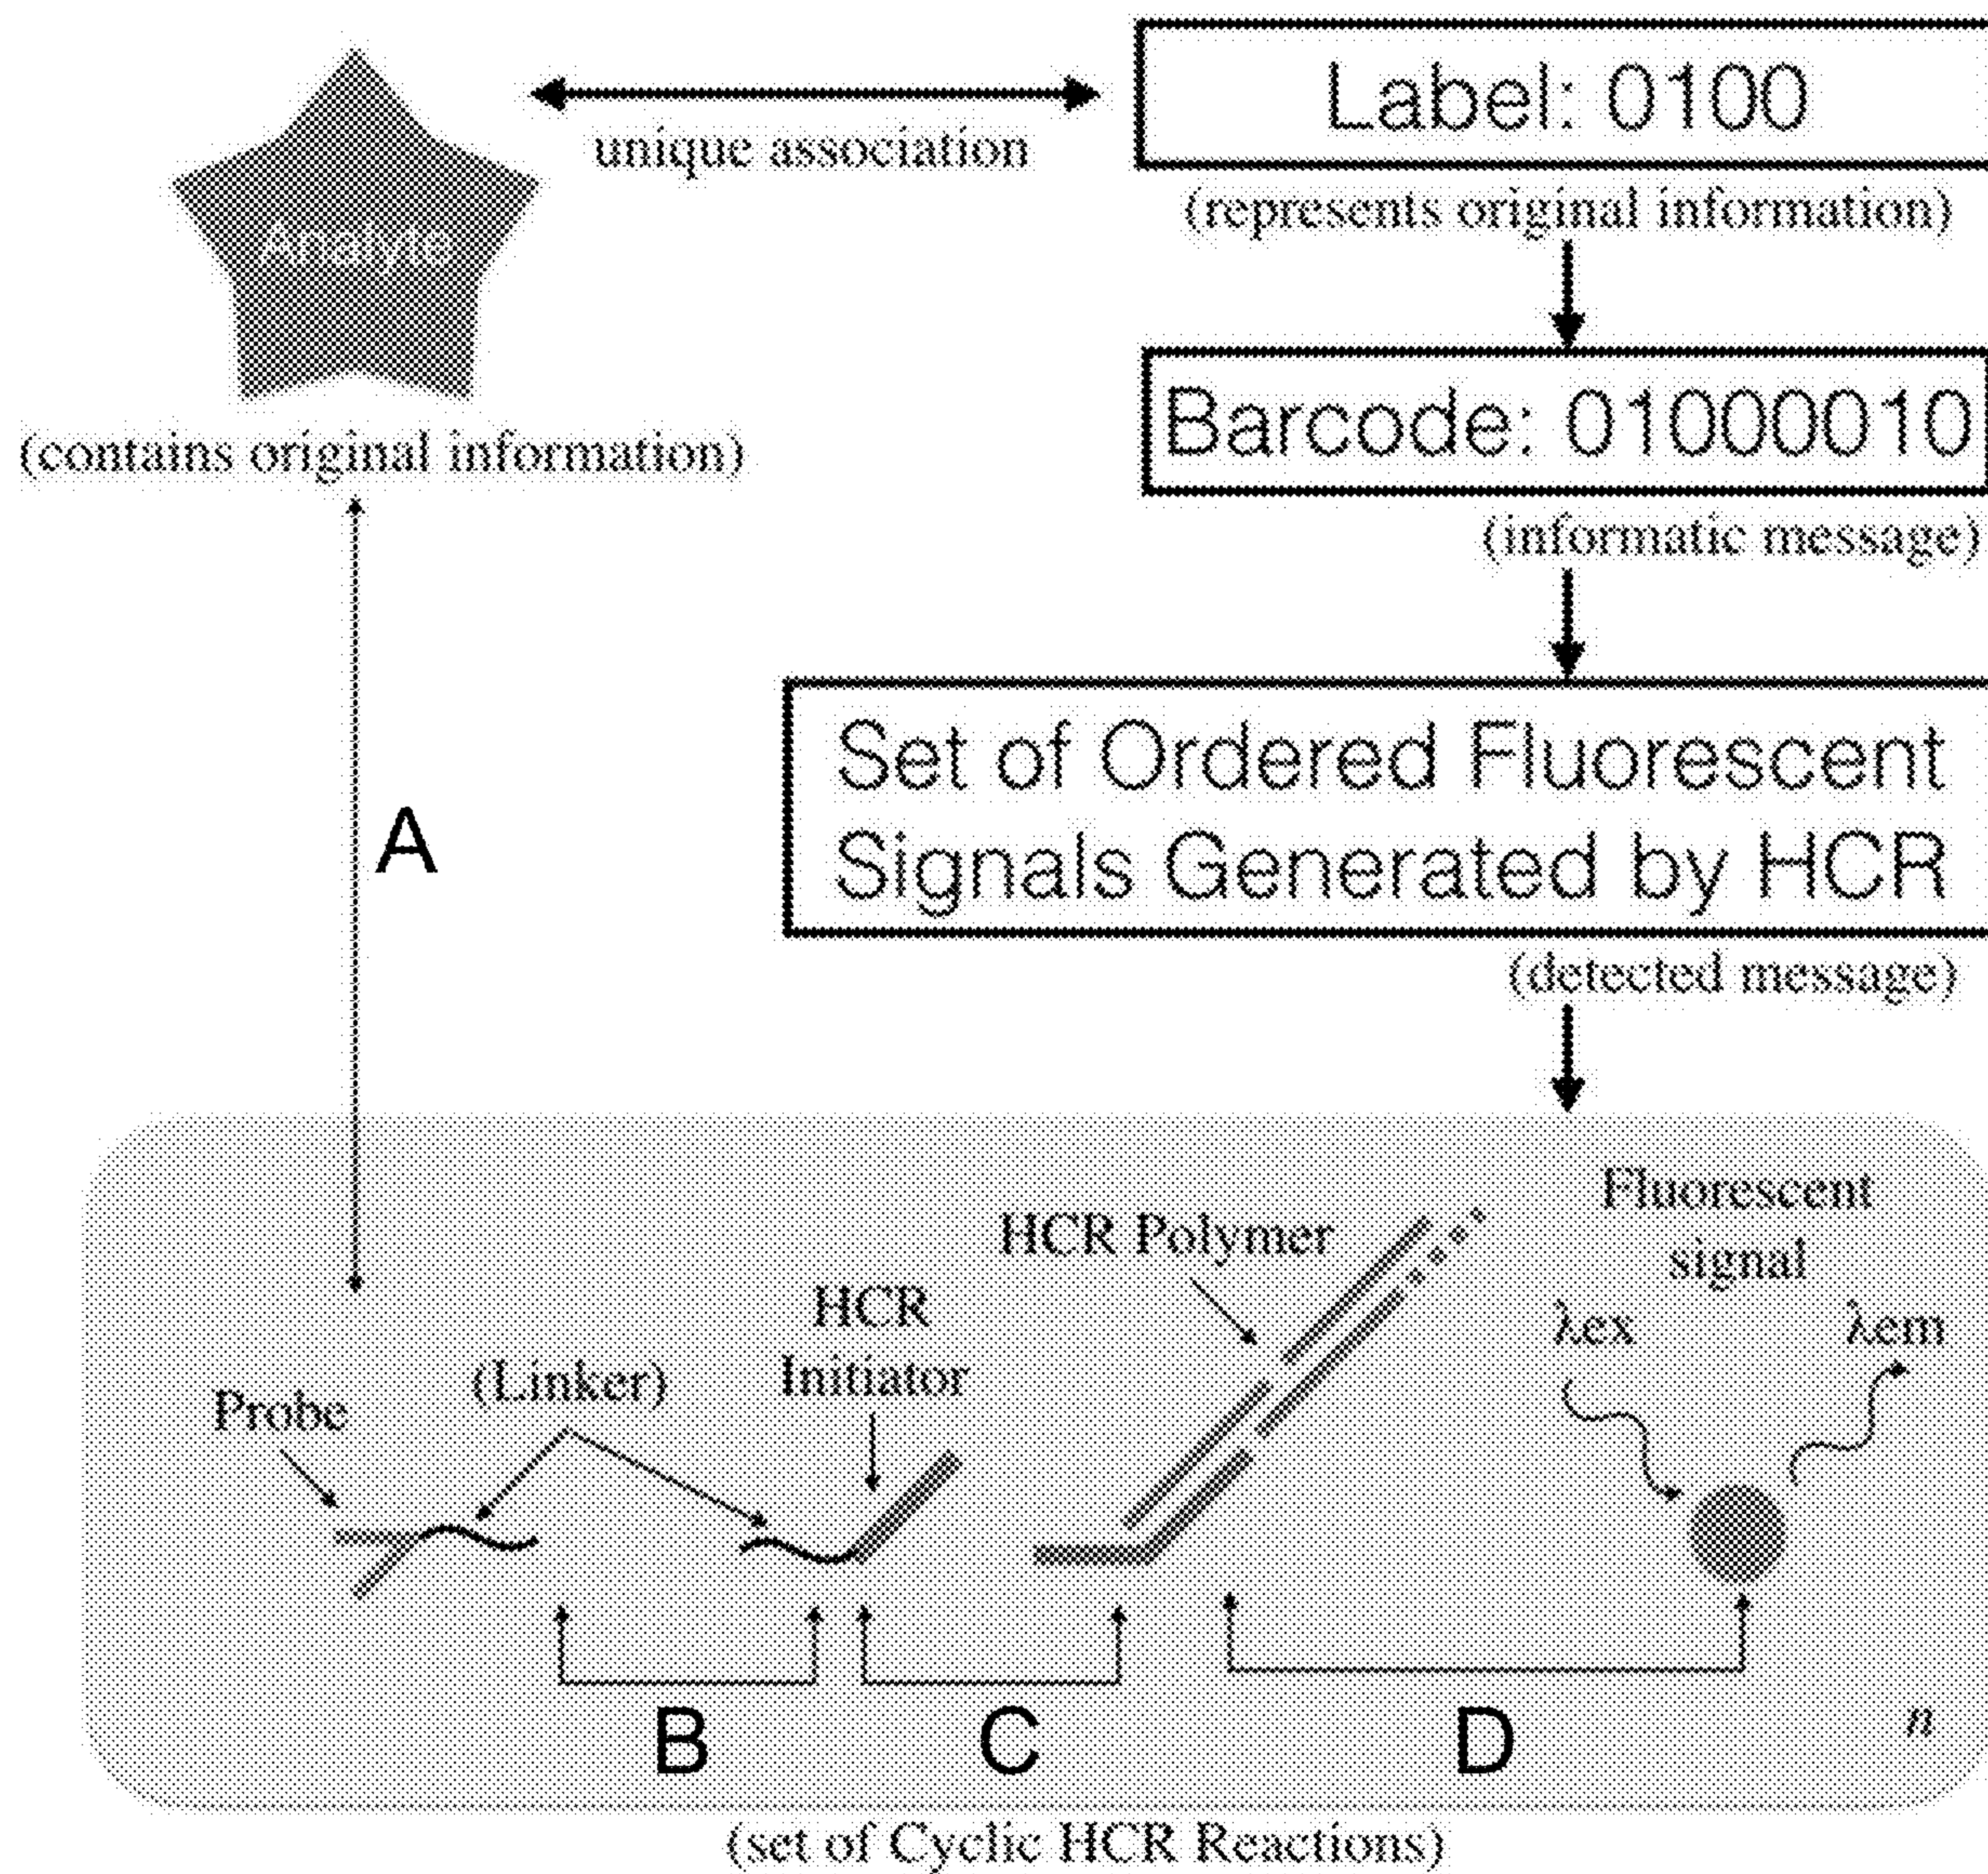 Label: 0100
unique association
(represents original information)
Analyte
Barcode: 01000010
(contains original information)
(informatic message)
Set of Ordered Fluorescent
Signals Generated by HCR
A
(detected message)
Fluorescent
signal
HCR Polymer
HCR
Initiator
λex
λem
(Linker)
Probe
B
C
D
n
(set of Cyclic HCR Reactions)